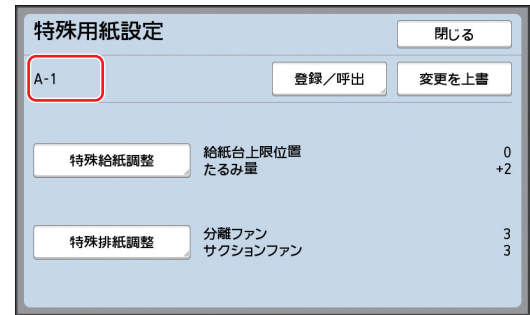 特殊用紙設定
閉じる
A-1
登録／呼出
変更を上書
特殊給紙調整
給紙台上限位置 0
たるみ量 +2
特殊排紙調整
分離ファン 3
サクションファン 3